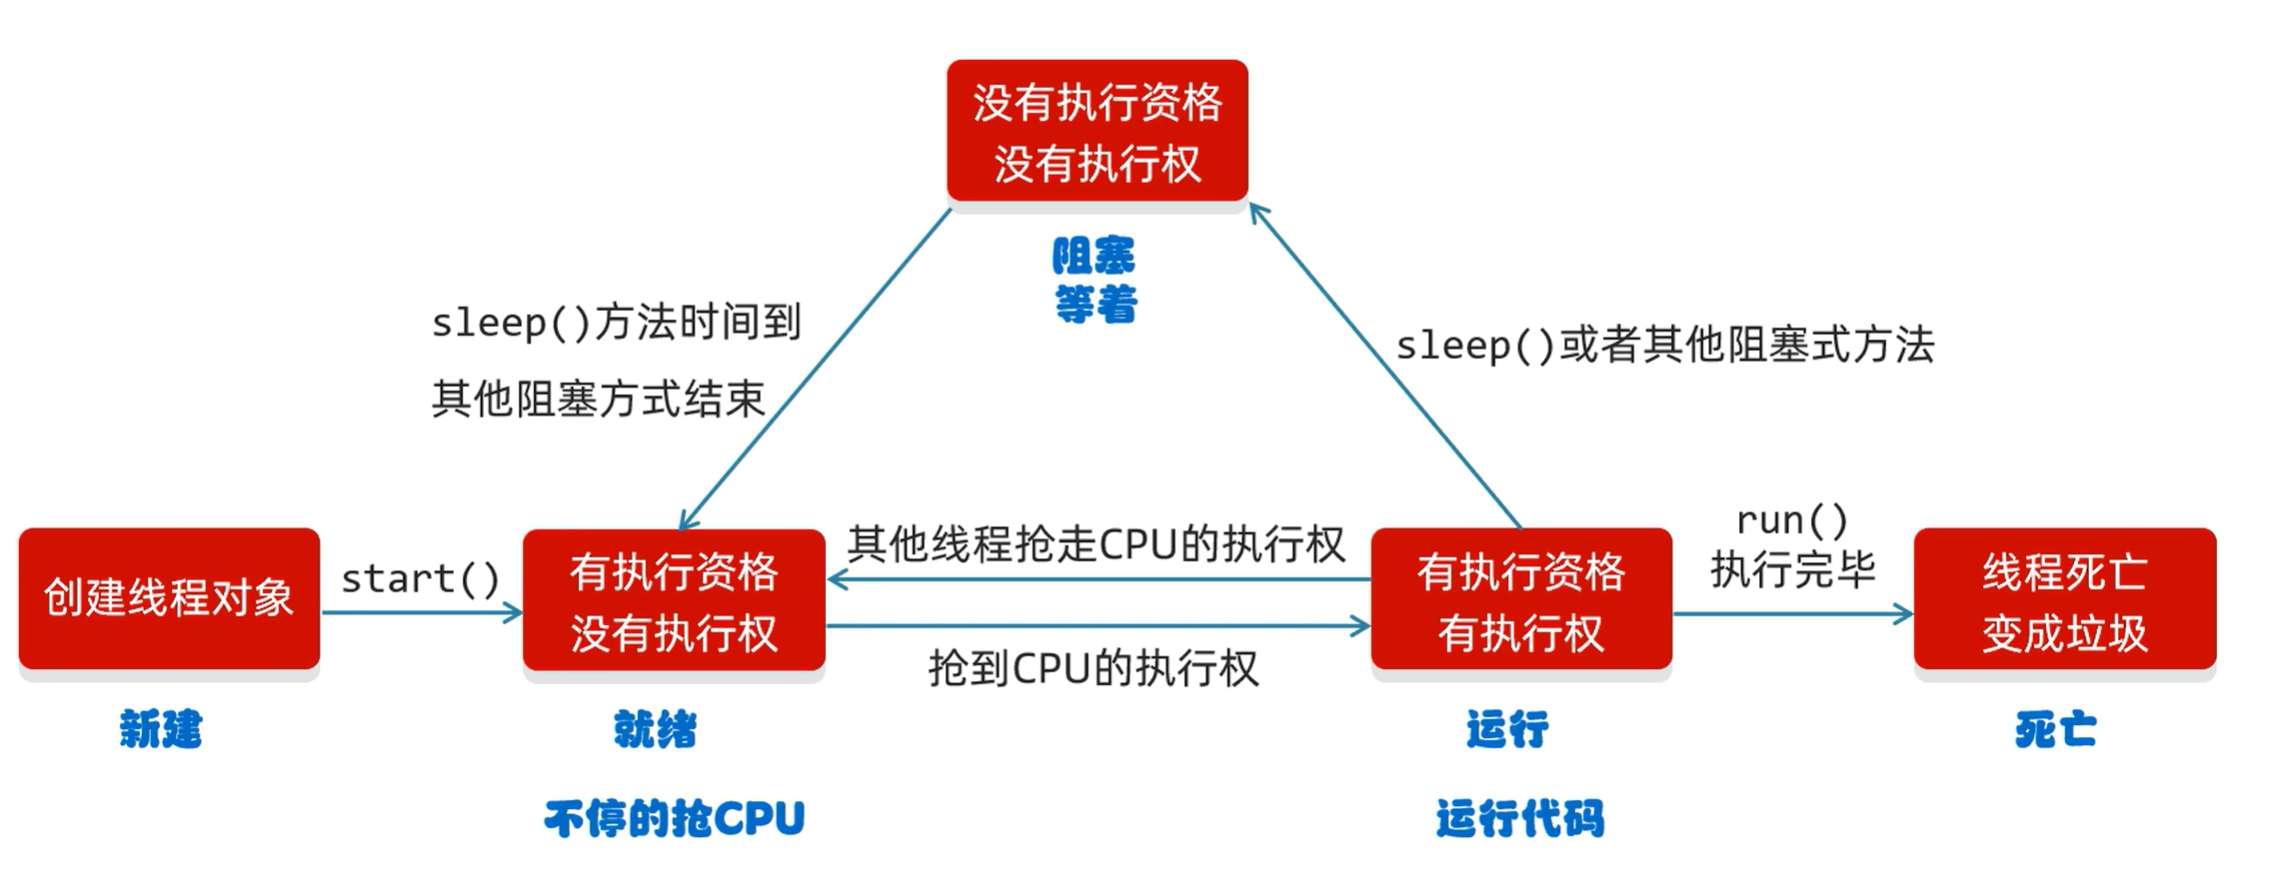 没有执行资格
没有执行权
阻塞
等着
sleep()方法时间到
其他阻塞方式结束
sleep()或者其他阻塞式方法
创建线程对象
start()
有执行资格
没有执行权
其他线程抢走CPU的执行权
抢到CPU的执行权
有执行资格
有执行权
run()
执行完毕
线程死亡
变成垃圾
新建
就绪
运行
死亡
不停的抢CPU
运行代码